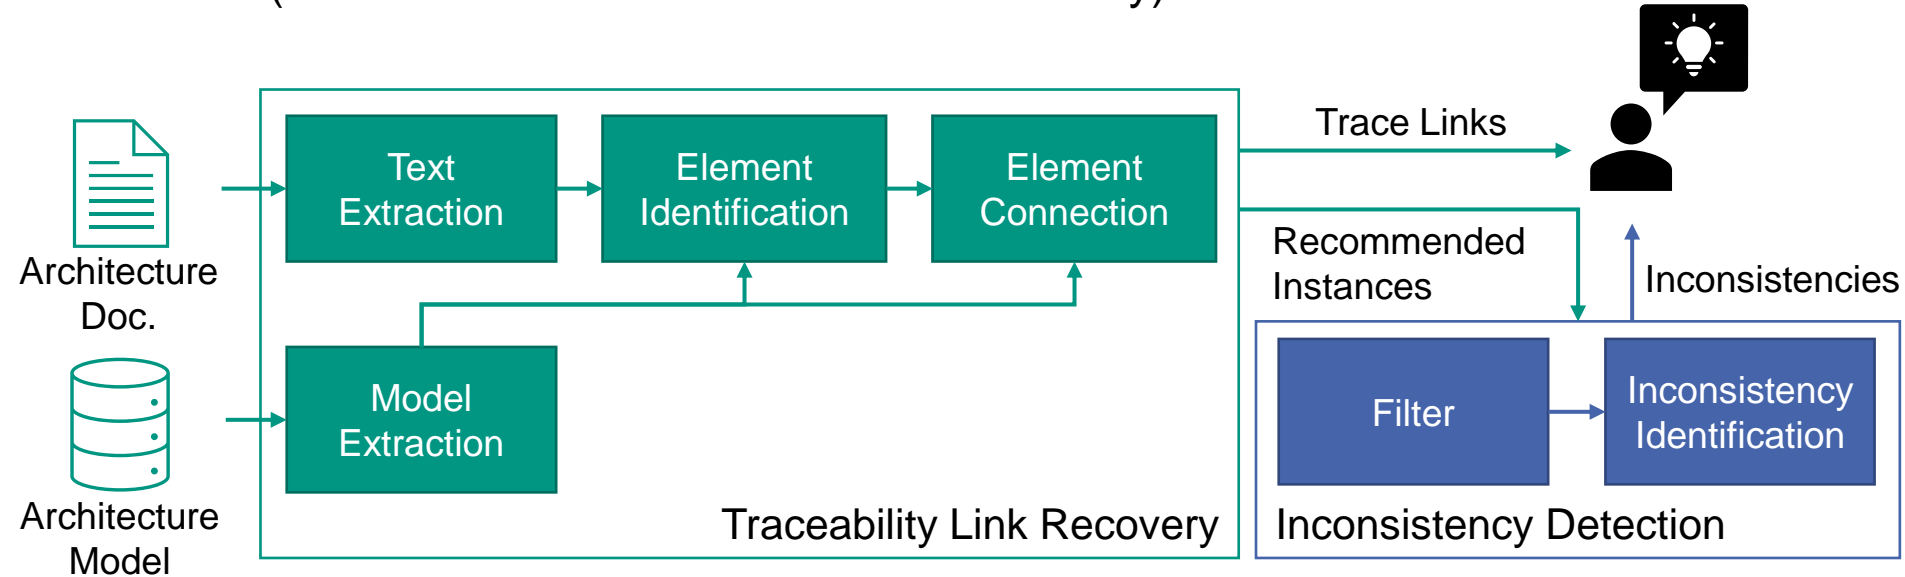 (
y)
Architecture
Doc.
Architecture
Model
Text
Extraction
Element
Identification
Element
Connection
Model
Extraction
Traceability Link Recovery
Trace Links
Recommended
Instances
Inconsistencies
Filter
Inconsistency
Identification
Inconsistency Detection